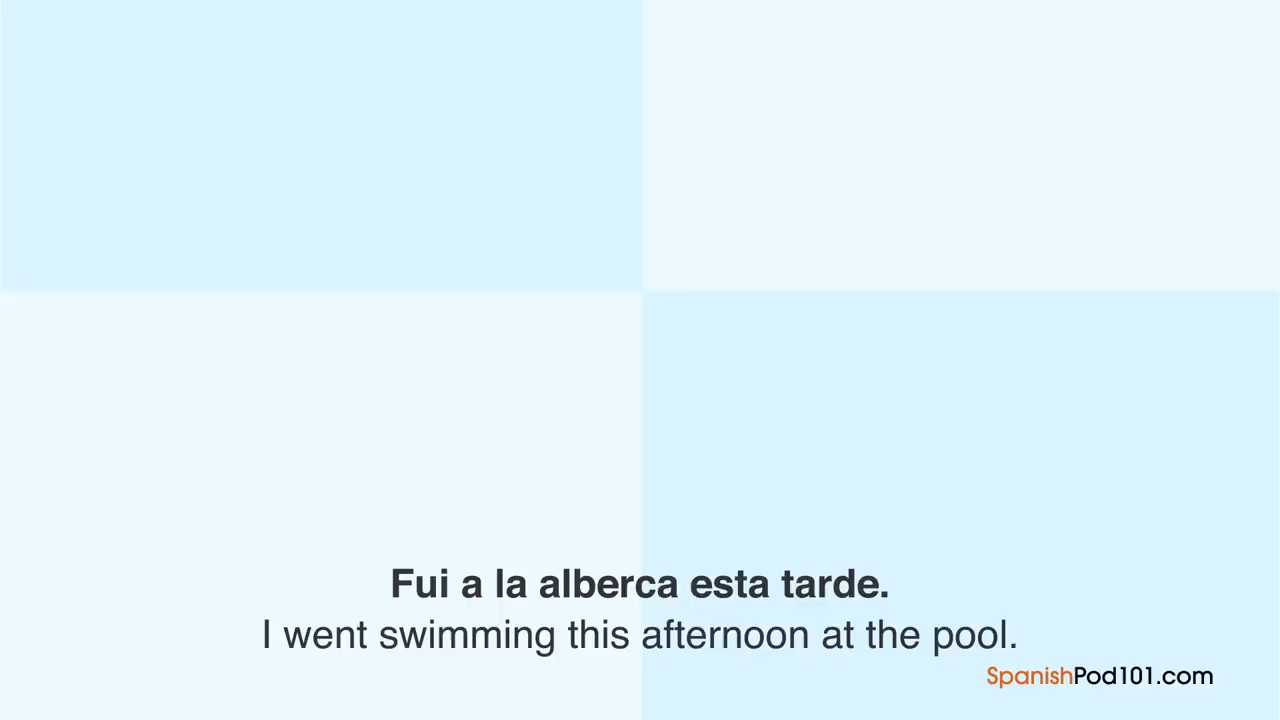 Fui a la alberca esta tarde.
I went swimming this afternoon at the pool.
SpanishPod101.com